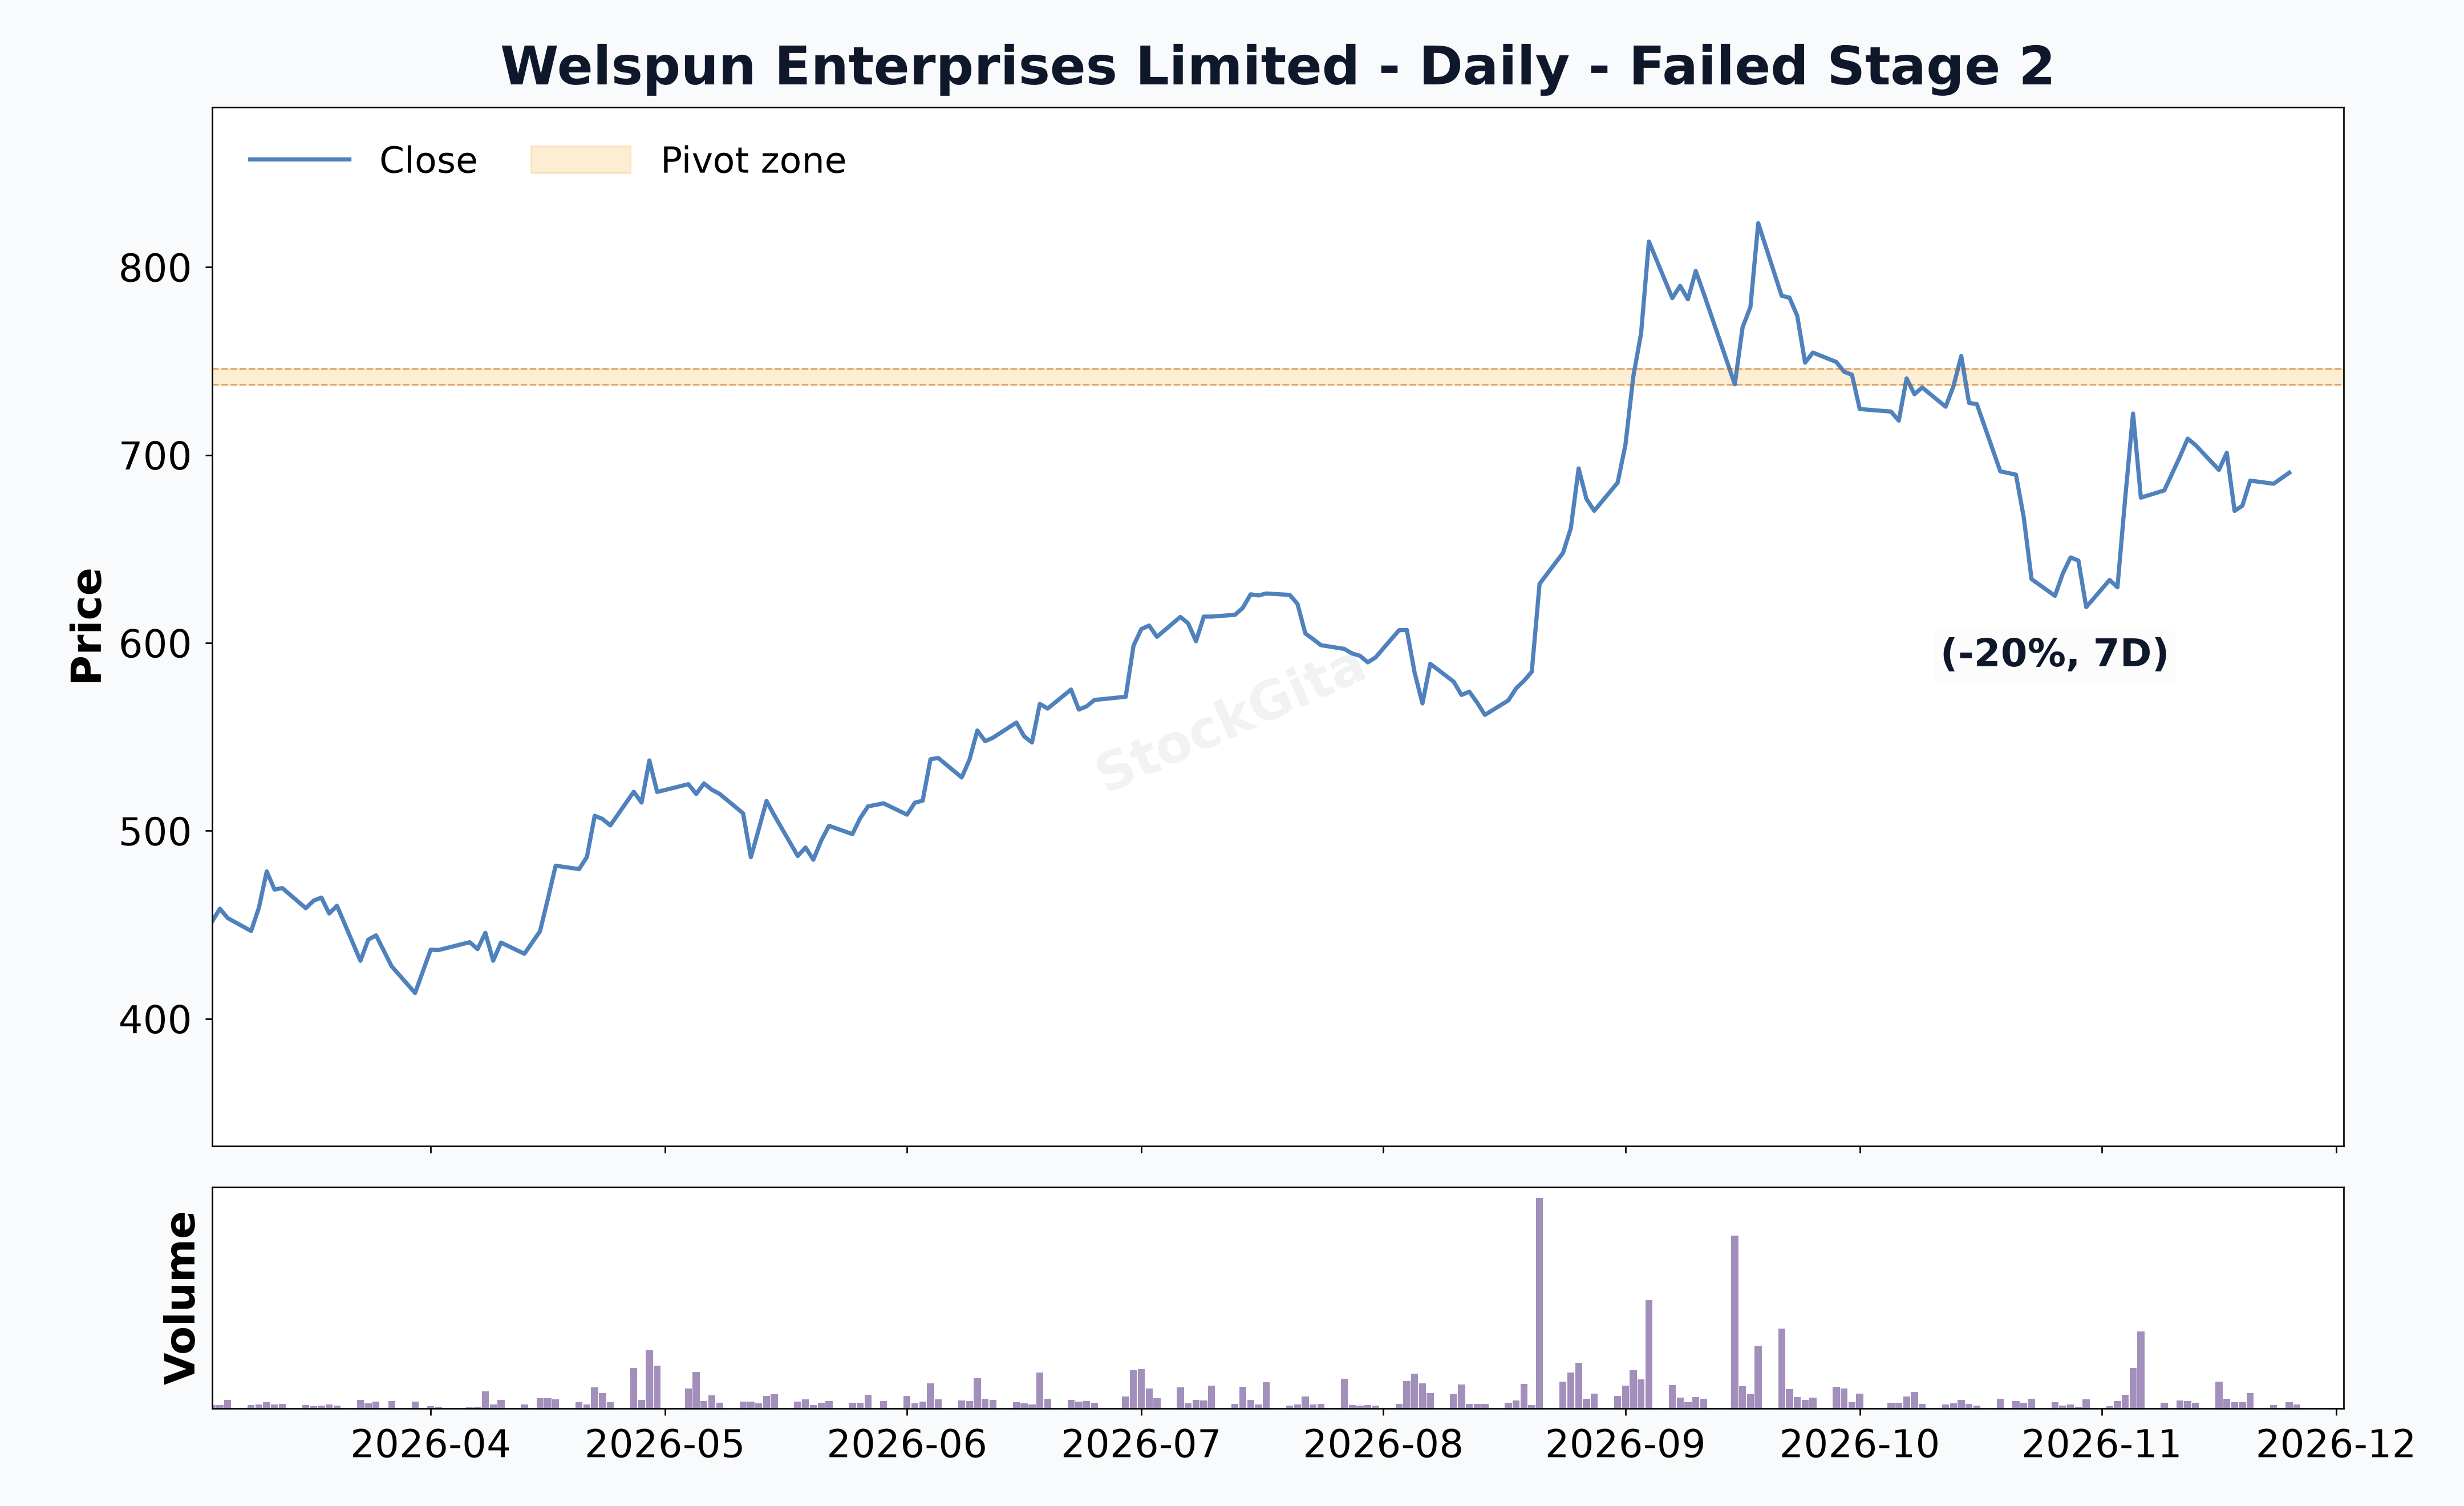 Welspun Enterprises Limited - Daily - Failed Stage 2
Close
Pivot zone
800
700
600
500
400
Price
StockGita
(-20%, 7D)
Volume
2026-04
2026-05
2026-06
2026-07
2026-08
2026-09
2026-10
2026-11
2026-12